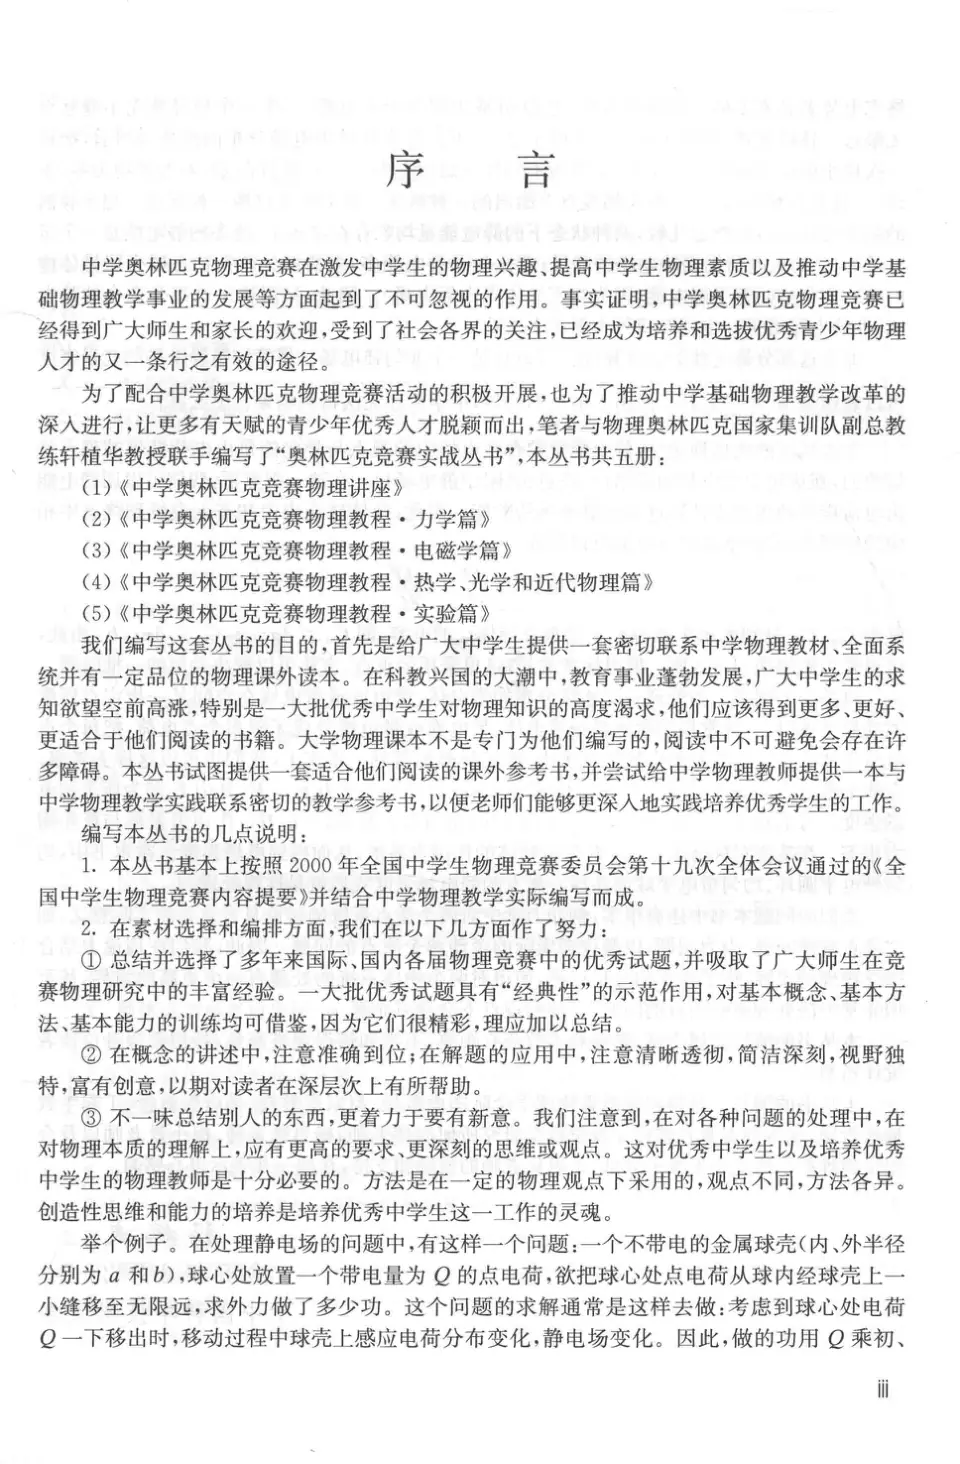 序 言
中学奥林匹克物理竞赛在激发中学生的物理兴趣、提高中学生物理素质以及推动中学基
础物理教学事业的发展等方面起到了不可忽视的作用。事实证明,中学奥林匹克物理竞赛已
经得到广大师生和家长的欢迎,受到了社会各界的关注,已经成为培养和选拔优秀青少年物理
人才的又一条行之有效的途径。
为了配合中学奥林匹克物理竞赛活动的积极开展,也为了推动中学基础物理教学改革的
深入进行,让更多有天赋的青少年优秀人才脱颖而出,笔者与物理奥林匹克国家集训队副总教
练轩植华教授联手编写了“奥林匹克竞赛实战丛书”,本丛书共五册:
(1)《中学奥林匹克竞赛物理讲座》
(2)《中学奥林匹克竞赛物理教程·力学篇》
(3)《中学奥林匹克竞赛物理教程·电磁学篇》
(4)《中学奥林匹克竞赛物理教程·热学、光学和近代物理篇》
(5)《中学奥林匹克竞赛物理教程·实验篇》
我们编写这套丛书的目的,首先是给广大中学生提供一套密切联系中学物理教材、全面系
统并有一定品位的物理课外读本。在科教兴国的大潮中,教育事业蓬勃发展,广大中学生的求
知欲望空前高涨,特别是一大批优秀中学生对物理知识的高度渴求,他们应该得到更多、更好、
更适合于他们阅读的书籍。大学物理课本不是专门为他们编写的,阅读中不可避免会存在许
多障碍。本丛书试图提供一套适合他们阅读的课外参考书,并尝试给中学物理教师提供一本与
中学物理教学实践联系密切的教学参考书,以便老师们能够更深入地实践培养优秀学生的工作。
编写本丛书的几点说明:
1. 本丛书基本上按照 2000 年全国中学生物理竞赛委员会第十九次全体会议通过的《全
国中学生物理竞赛内容提要》并结合中学物理教学实际编写而成。
2. 在素材选择和编排方面,我们在以下几方面作了努力:
① 总结并选择了多年来国际、国内各届物理竞赛中的优秀试题,并吸取了广大师生在竞
赛物理研究中的丰富经验。一大批优秀试题具有“经典性”的示范作用,对基本概念、基本方
法、基本能力的训练均可借鉴,因为它们很精彩,理应加以总结。
② 在概念的讲述中,注意准确到位;在解题的应用中,注意清晰透彻,简洁深刻,视野独
特,富有创意,以期对读者在深层次上有所帮助。
③ 不一味总结别人的东西,更着力于要有新意。我们注意到,在对各种问题的处理中,在
对物理本质的理解上,应有更高的要求、更深刻的思维或观点。这对优秀中学生以及培养优秀
中学生的物理教师是十分必要的。方法是在一定的物理观点下采用的,观点不同,方法各异。
创造性思维和能力的培养是培养优秀中学生这一工作的灵魂。
举个例子。在处理静电场的问题中,有这样一个问题:一个不带电的金属球壳(内、外半径
分别为 a 和 b),球心处放置一个带电量为 Q 的点电荷,欲把球心处点电荷从球内经球壳上一
小缝移至无限远,求外力做了多少功。这个问题的求解通常是这样去做:考虑到球心处电荷
Q 一下移出时,移动过程中球壳上感应电荷分布变化,静电场变化。因此,做的功用 Q 乘初、
iii